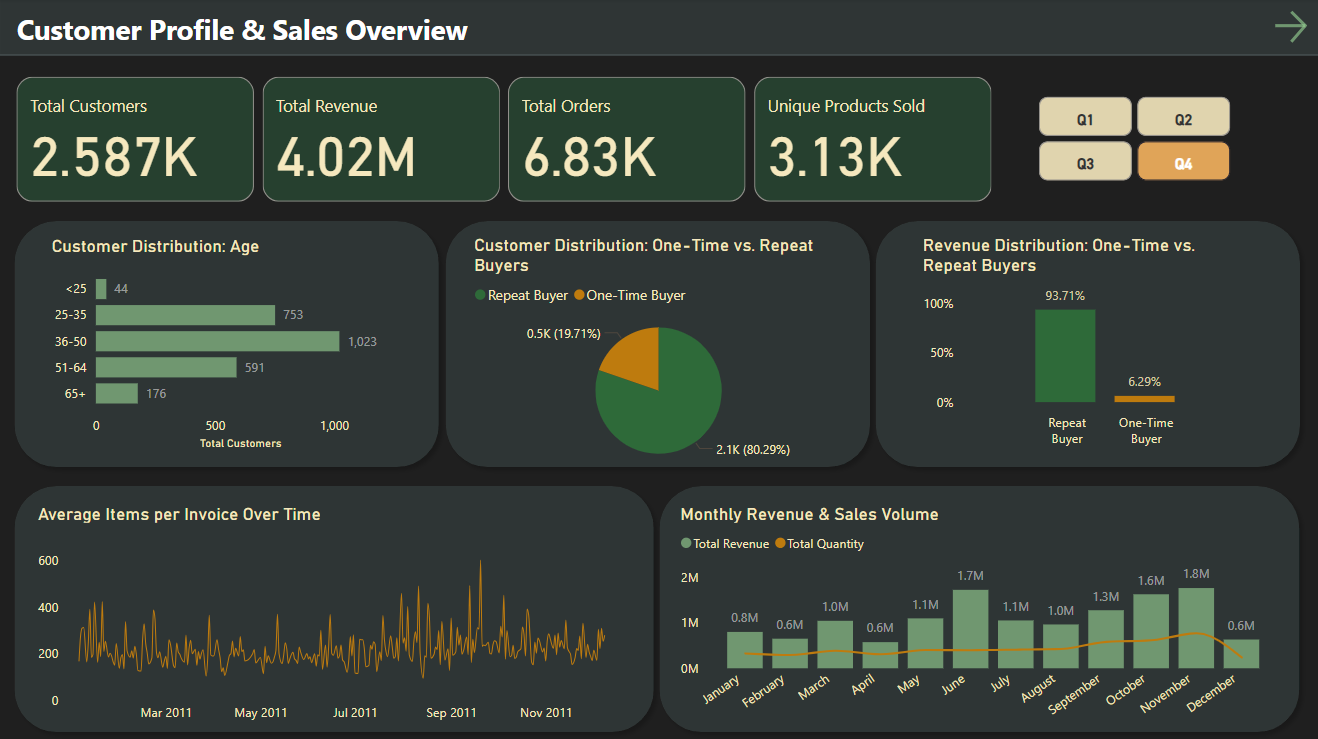 Customer Profile & Sales Overview
Total Customers
2.587K
Total Revenue
4.02M
Total Orders
6.83K
Unique Products Sold
3.13K
Q1
Q2
Q3
Q4
Customer Distribution: Age
<25
44
25-35
753
36-50
1,023
51-64
591
65+
176
0
500
1,000
Total Customers
Customer Distribution: One-Time vs. Repeat
Buyers
Repeat Buyer
One-Time Buyer
0.5K (19.71%)
2.1K (80.29%)
Revenue Distribution: One-Time vs.
Repeat Buyers
100%
50%
0%
93.71%
6.29%
Repeat
Buyer
One-Time
Buyer
Average Items per Invoice Over Time
600
400
200
0
Mar 2011
May 2011
Jul 2011
Sep 2011
Nov 2011
Monthly Revenue & Sales Volume
Total Revenue
Total Quantity
2M
1M
0M
0.8M
0.6M
1.0M
0.6M
1.1M
1.7M
1.1M
1.0M
1.3M
1.6M
1.8M
0.6M
January
February
March
April
May
June
July
August
September
October
November
December